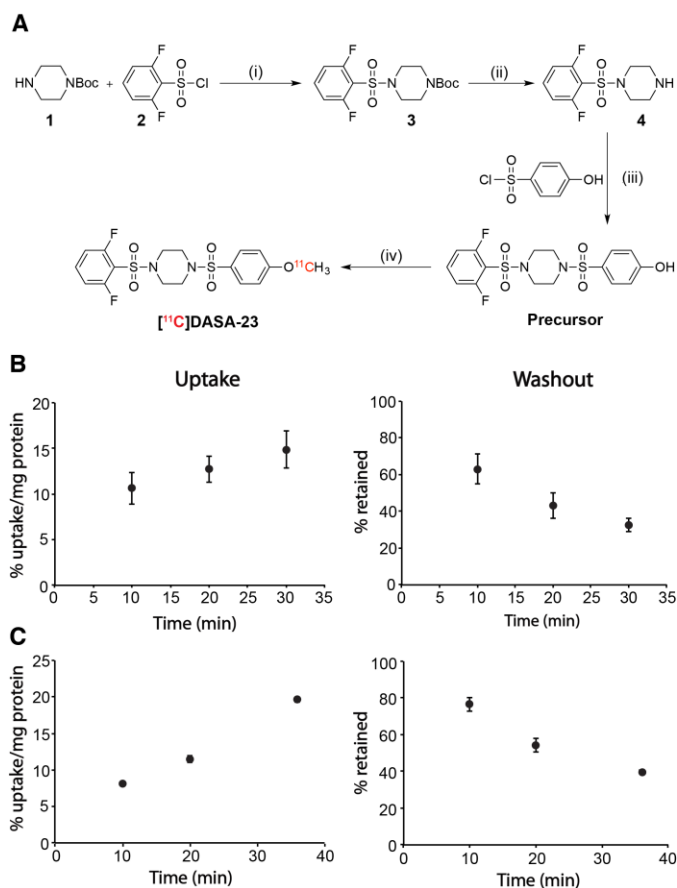 A
HN
NBoc
+
F
O
S
Cl
O
F
(i)
F
O
S
N
O
NBoc
F
(ii)
F
O
S
N
O
NH
F
1
2
3
4
O
Cl
S
O
OH
(iii)
F
O
S
N
O
F
O
N
S
O
O¹¹CH₃
(iv)
F
O
S
N
O
F
O
N
S
O
OH
[¹¹C]DASA-23
Precursor
B
Uptake
% uptake/mg protein
20
15
10
5
0
0 5 10 15 20 25 30 35
Time (min)
Washout
% retained
100
80
60
40
20
0
0 5 10 15 20 25 30 35
Time (min)
C
% uptake/mg protein
25
20
15
10
5
0
0 10 20 30 40
Time (min)
% retained
100
80
60
40
20
0
0 10 20 30 40
Time (min)